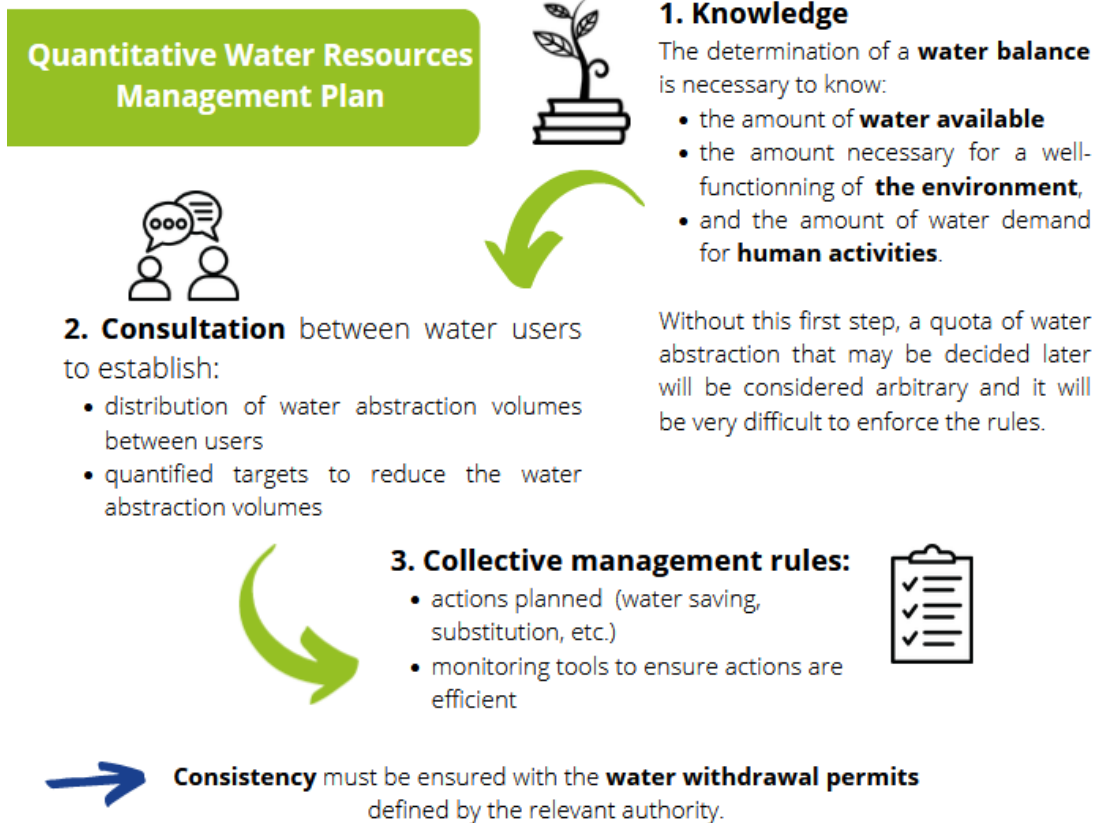 Quantitative Water Resources
Management Plan
1. Knowledge
The determination of a water balance
is necessary to know:
• the amount of water available
• the amount necessary for a well-
functionning of the environment,
• and the amount of water demand
for human activities.
Without this first step, a quota of water
abstraction that may be decided later
will be considered arbitrary and it will
be very difficult to enforce the rules.
2. Consultation between water users
to establish:
• distribution of water abstraction volumes
between users
• quantified targets to reduce the water
abstraction volumes
3. Collective management rules:
• actions planned (water saving,
substitution, etc.)
• monitoring tools to ensure actions are
efficient
Consistency must be ensured with the water withdrawal permits
defined by the relevant authority.